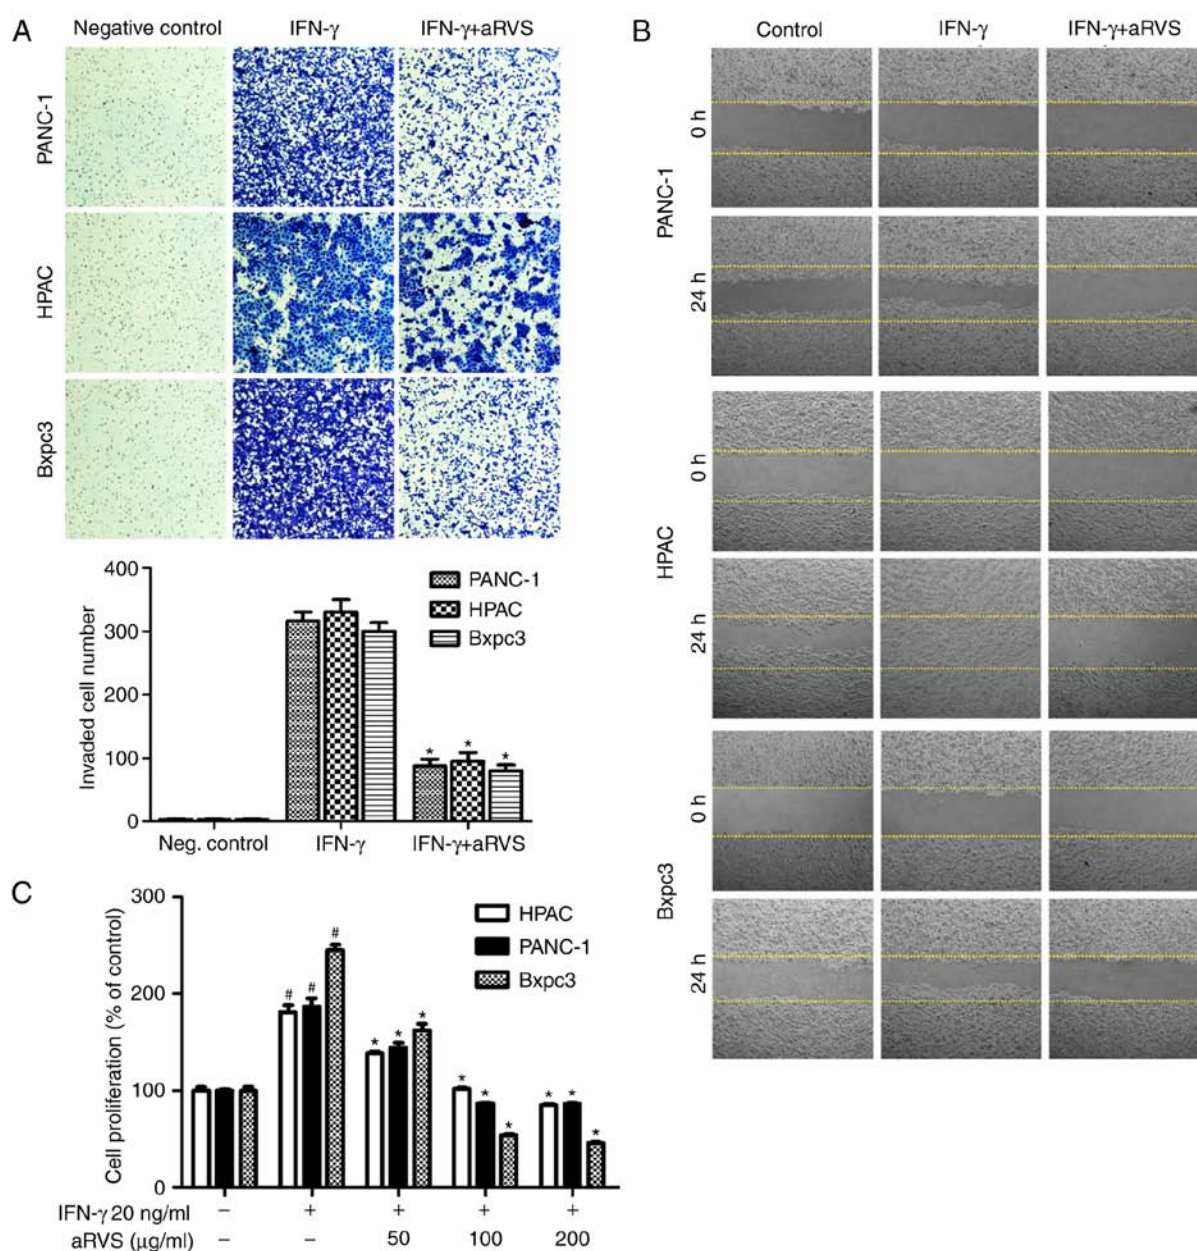 A
Negative control IFN-γ IFN-γ+aRVS
PANC-1
HPAC
Bxpc3
400
300
200
100
0
Invaded cell number
PANC-1
HPAC
Bxpc3
* * *
Neg. control IFN-γ IFN-γ+aRVS
B
Control IFN-γ IFN-γ+aRVS
PANC-1
0 h
24 h
HPAC
0 h
24 h
Bxpc3
0 h
24 h
C
300
200
100
0
Cell proliferation (% of control)
HPAC
PANC-1
Bxpc3
# # #
* * *
* * *
* * *
IFN-γ 20 ng/ml – + + + +
aRVS (µg/ml) – – 50 100 200